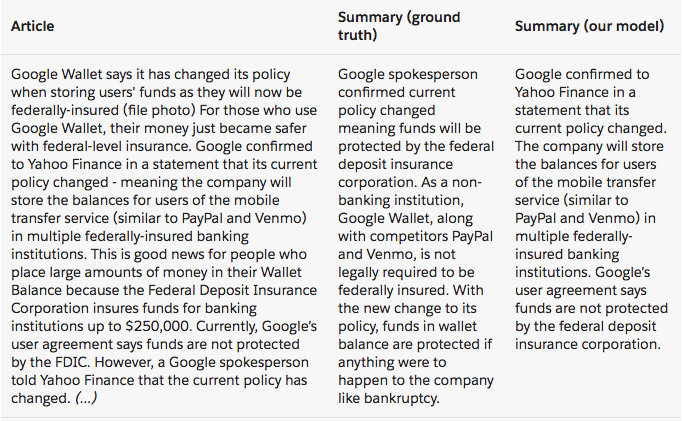 Article
Summary (ground
truth)
Summary (our model)
Google Wallet says it has changed its policy
when storing users' funds as they will now be
federally-insured (file photo) For those who use
Google Wallet, their money just became safer
with federal-level insurance. Google confirmed
to Yahoo Finance in a statement that its current
policy changed - meaning the company will
store the balances for users of the mobile
transfer service (similar to PayPal and Venmo)
in multiple federally-insured banking
institutions. This is good news for people who
place large amounts of money in their Wallet
Balance because the Federal Deposit Insurance
Corporation insures funds for banking
institutions up to $250,000. Currently, Google's
user agreement says funds are not protected
by the FDIC. However, a Google spokesperson
told Yahoo Finance that the current policy has
changed. (...)
Google spokesperson
confirmed current
policy changed
meaning funds will be
protected by the federal
deposit insurance
corporation. As a non-
banking institution,
Google Wallet, along
with competitors PayPal
and Venmo, is not
legally required to be
federally insured. With
the new change to its
policy, funds in wallet
balance are protected if
anything were to
happen to the company
like bankruptcy.
Google confirmed to
Yahoo Finance in a
statement that its
current policy changed.
The company will store
the balances for users
of the mobile transfer
service (similar to
PayPal and Venmo) in
multiple federally-
insured banking
institutions. Google's
user agreement says
funds are not protected
by the federal deposit
insurance corporation.